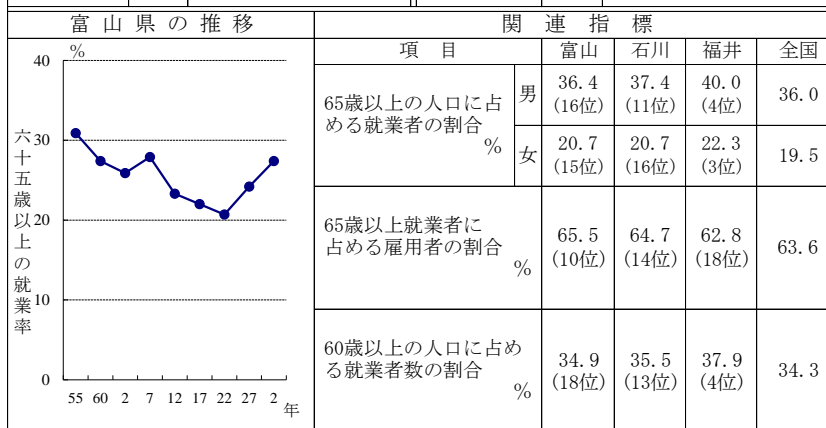 富山県の推移
%
40
30
20
10
0
六十五歳以上の就業率
55 60 2 7 12 17 22 27 2 年
関連指標
項目 富山 石川 福井 全国
65歳以上の人口に占
める就業者の割合
%
男 36.4 37.4 40.0 36.0
(16位) (11位) (4位)
女 20.7 20.7 22.3 19.5
(15位) (16位) (3位)
65歳以上就業者に
占める雇用者の割合
%
65.5 64.7 62.8 63.6
(10位) (14位) (18位)
60歳以上の人口に占め
る就業者数の割合
%
34.9 35.5 37.9 34.3
(18位) (13位) (4位)